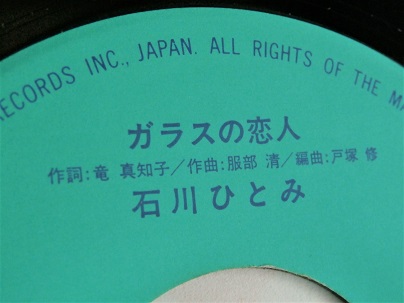 RECORDS INC., JAPAN. ALL RIGHTS OF THE
ガラスの恋人
作詞:竜 真知子/作曲:服部 清/編曲:戸塚 修
石川ひとみ